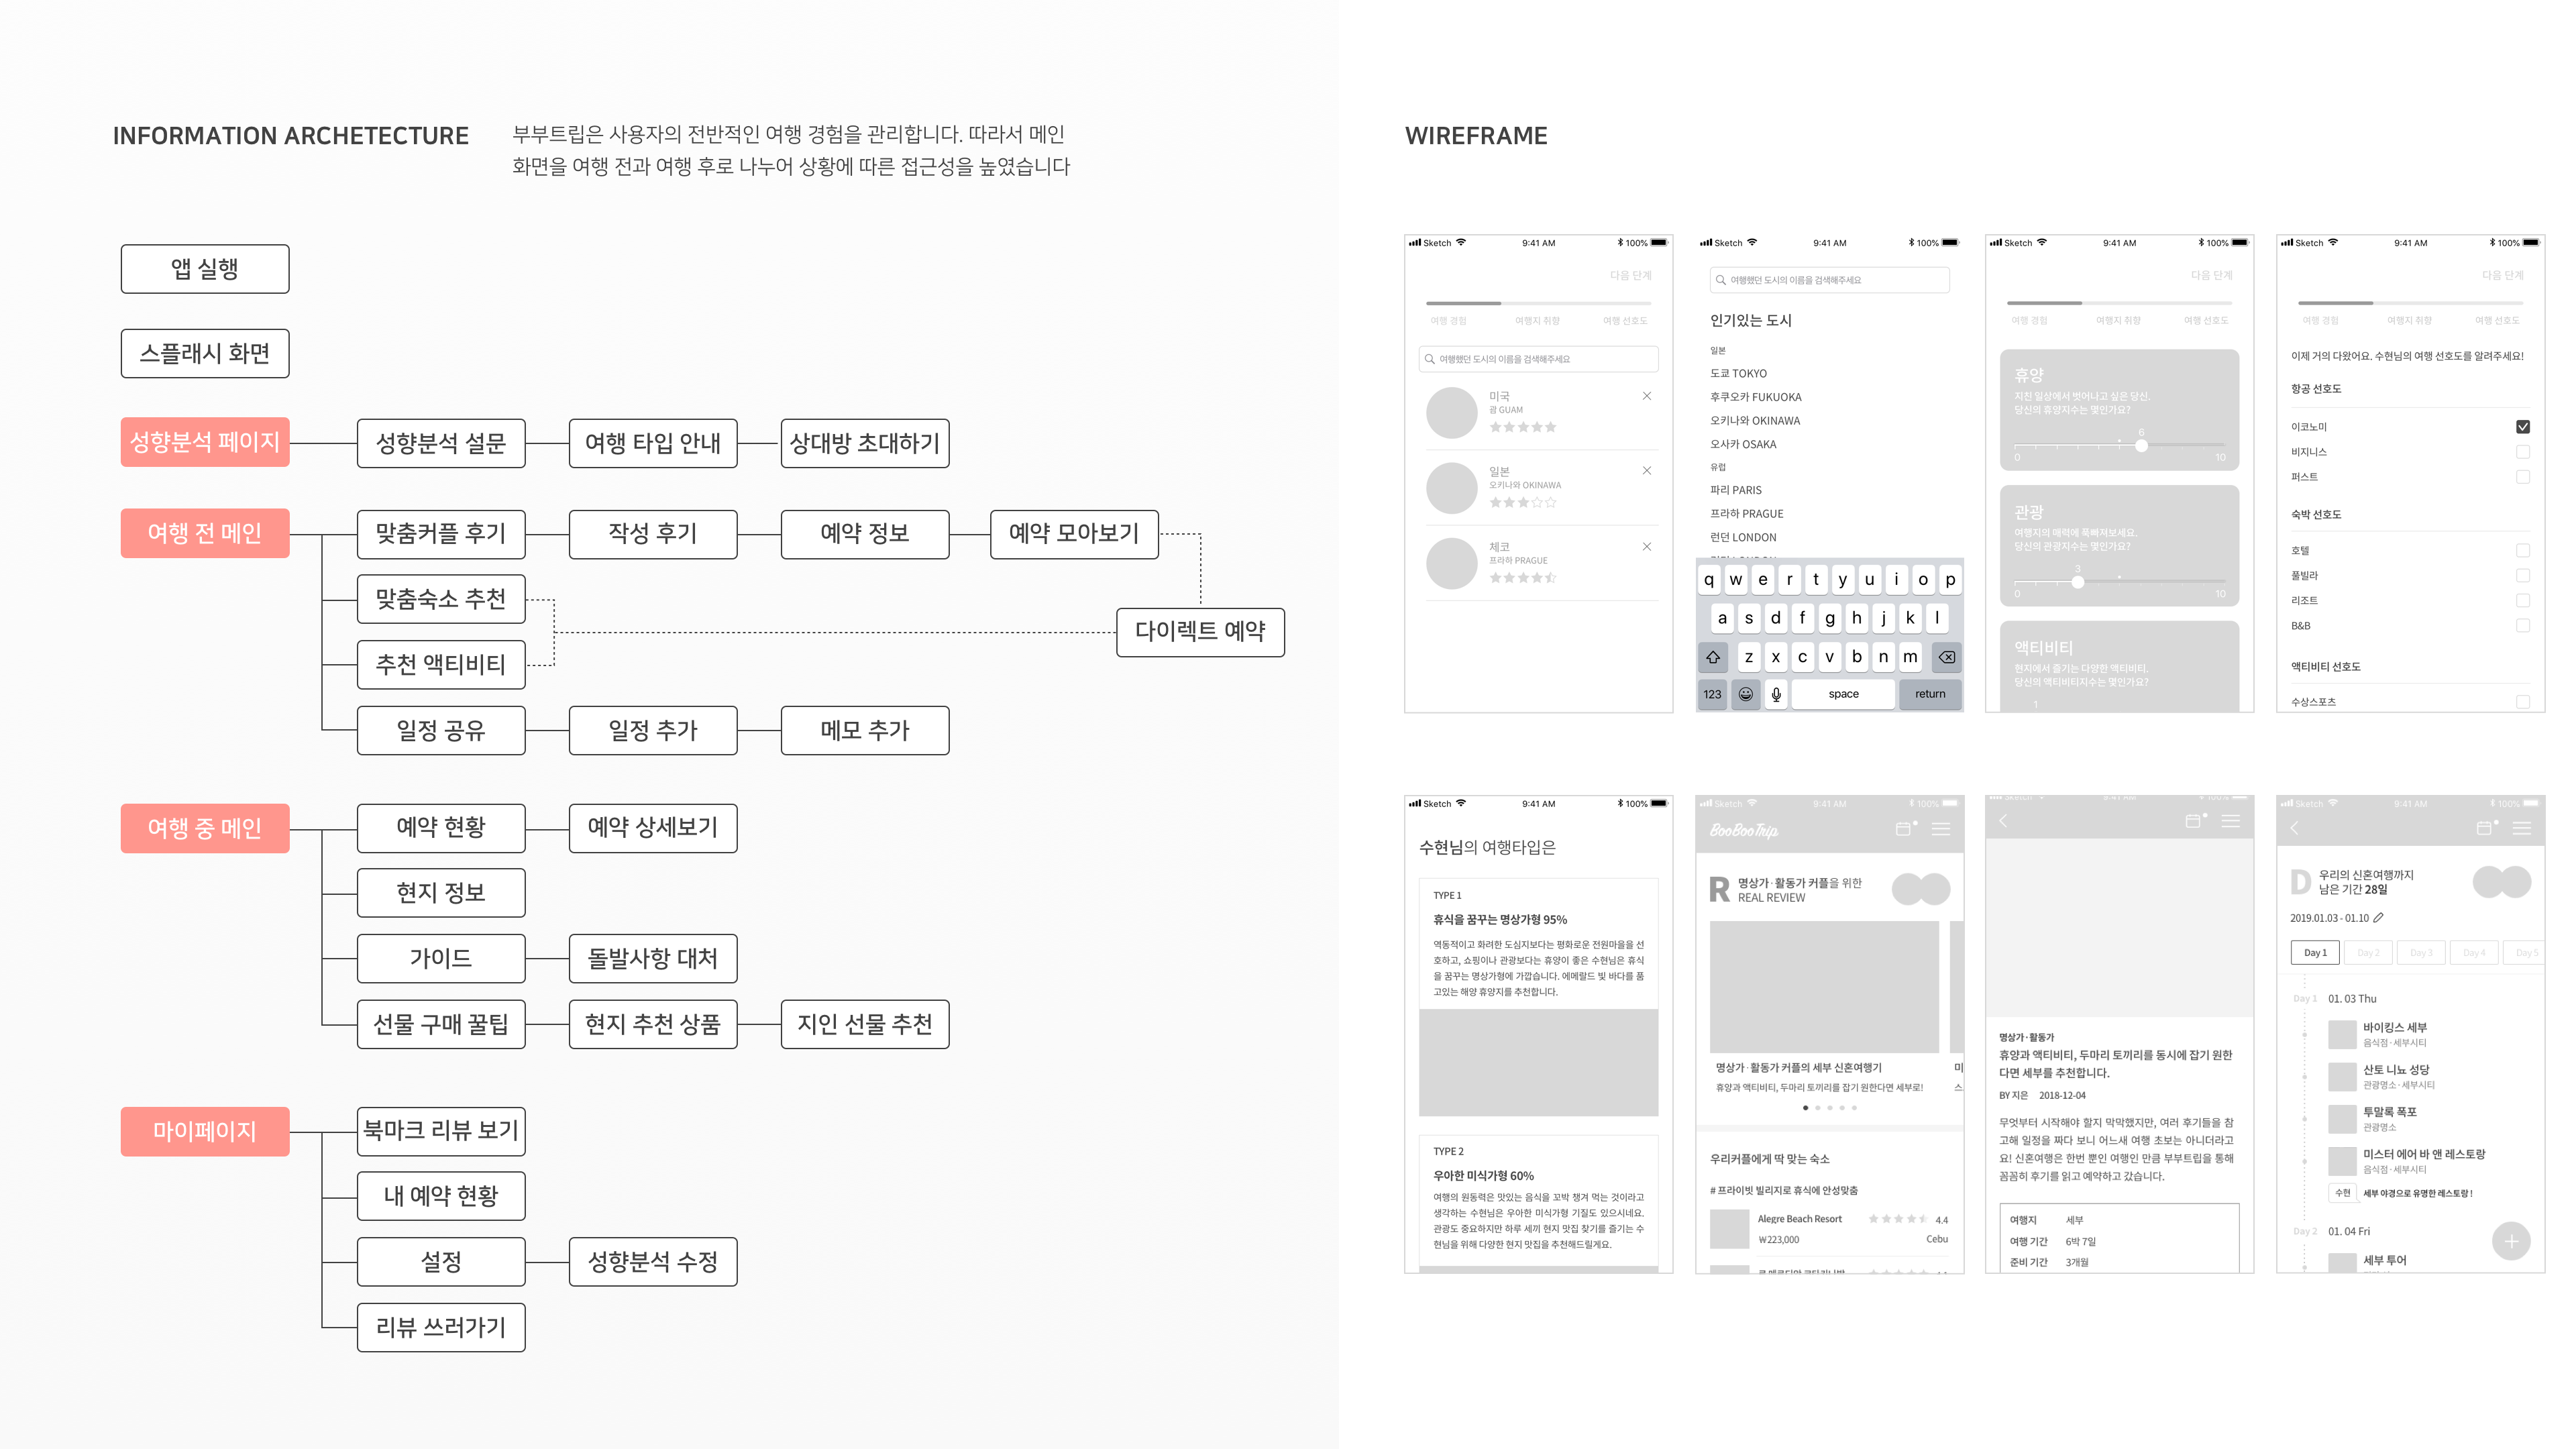 INFORMATION ARCHETECTURE
부부트립은 사용자의 전반적인 여행 경험을 관리합니다. 따라서 메인
화면을 여행 전과 여행 후로 나누어 상황에 따른 접근성을 높였습니다
앱 실행
스플래시 화면
성향분석 페이지
성향분석 설문
여행 타입 안내
상대방 초대하기
여행 전 메인
맞춤커플 후기
작성 후기
예약 정보
예약 모아보기
맞춤숙소 추천
다이렉트 예약
추천 액티비티
일정 공유
일정 추가
메모 추가
여행 중 메인
예약 현황
예약 상세보기
현지 정보
가이드
돌발사항 대처
선물 구매 꿀팁
현지 추천 상품
지인 선물 추천
마이페이지
북마크 리뷰 보기
내 예약 현황
설정
성향분석 수정
리뷰 쓰러가기
WIREFRAME
Sketch 9:41 AM 100%
다음 단계
여행 경험 여행지 취향 여행 선호도
여행했던 도시의 이름을 검색해주세요
미국
괌 GUAM
일본
오키나와 OKINAWA
체코
프라하 PRAGUE
Sketch 9:41 AM 100%
여행했던 도시의 이름을 검색해주세요
인기있는 도시
일본
도쿄 TOKYO
후쿠오카 FUKUOKA
오키나와 OKINAWA
오사카 OSAKA
유럽
파리 PARIS
프라하 PRAGUE
런던 LONDON
q w e r t y u i o p
a s d f g h j k l
z x c v b n m
123 space return
Sketch 9:41 AM 100%
다음 단계
여행 경험 여행지 취향 여행 선호도
휴양
지친 일상에서 벗어나고 싶은 당신.
당신의 휴양지수는 몇인가요?
6
0 10
관광
여행지의 매력에 푹빠져보세요.
당신의 관광지수는 몇인가요?
3
0 10
액티비티
현지에서 즐기는 다양한 액티비티.
당신의 액티비티지수는 몇인가요?
1
Sketch 9:41 AM 100%
다음 단계
여행 경험 여행지 취향 여행 선호도
이제 거의 다왔어요. 수현님의 여행 선호도를 알려주세요!
항공 선호도
이코노미
비지니스
퍼스트
숙박 선호도
호텔
풀빌라
리조트
B&B
액티비티 선호도
수상스포츠
Sketch 9:41 AM 100%
수현님의 여행타입은
TYPE 1
휴식을 꿈꾸는 명상가형 95%
역동적이고 화려한 도심지보다는 평화로운 전원마을을 선
호하고, 쇼핑이나 관광보다는 휴양이 좋은 수현님은 휴식
을 꿈꾸는 명상가형에 가깝습니다. 에메랄드 빛 바다를 품
고있는 해양 휴양지를 추천합니다.
TYPE 2
우아한 미식가형 60%
여행의 원동력은 맛있는 음식을 꼬박 챙겨 먹는 것이라고
생각하는 수현님은 우아한 미식가형 기질도 있으시네요.
관광도 중요하지만 하루 세끼 현지 맛집 찾기를 즐기는 수
현님을 위해 다양한 현지 맛집을 추천해드릴게요.
Sketch 9:41 AM 100%
BooBooTrip
R 명상가·활동가 커플을 위한
REAL REVIEW
명상가·활동가 커플의 세부 신혼여행기 미
휴양과 액티비티, 두마리 토끼를 잡기 원한다면 세부로! 스
우리커플에게 딱 맞는 숙소
# 프라이빗 빌리지로 휴식에 안성맞춤
Alegre Beach Resort 4.4
₩223,000 Cebu
명상가·활동가
휴양과 액티비티, 두마리 토끼를 동시에 잡기 원한
다면 세부를 추천합니다.
BY 지은 2018-12-04
무엇부터 시작해야 할지 막막했지만, 여러 후기들을 참
고해 일정을 짜다 보니 어느새 여행 초보는 아니더라고
요! 신혼여행은 한번 뿐인 여행인 만큼 부부트립을 통해
꼼꼼히 후기를 읽고 예약하고 갔습니다.
여행지 세부
여행 기간 6박 7일
준비 기간 3개월
Sketch 9:41 AM 100%
D 우리의 신혼여행까지
남은 기간 28일
2019.01.03 - 01.10
Day 1 Day 2 Day 3 Day 4 Day 5
Day 1 01. 03 Thu
바이킹스 세부
음식점·세부시티
산토 니뇨 성당
관광명소·세부시티
투말록 폭포
관광명소
미스터 에어 바 앤 레스토랑
음식점·세부시티
수현 세부 야경으로 유명한 레스토랑 !
Day 2 01. 04 Fri
세부 투어